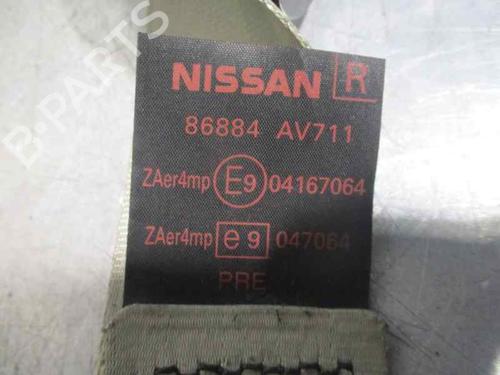 B-PARTS
NISSAN R
86884 AV711
ZAer4mp E9 04167064
ZAer4mp e9 047064
PRE